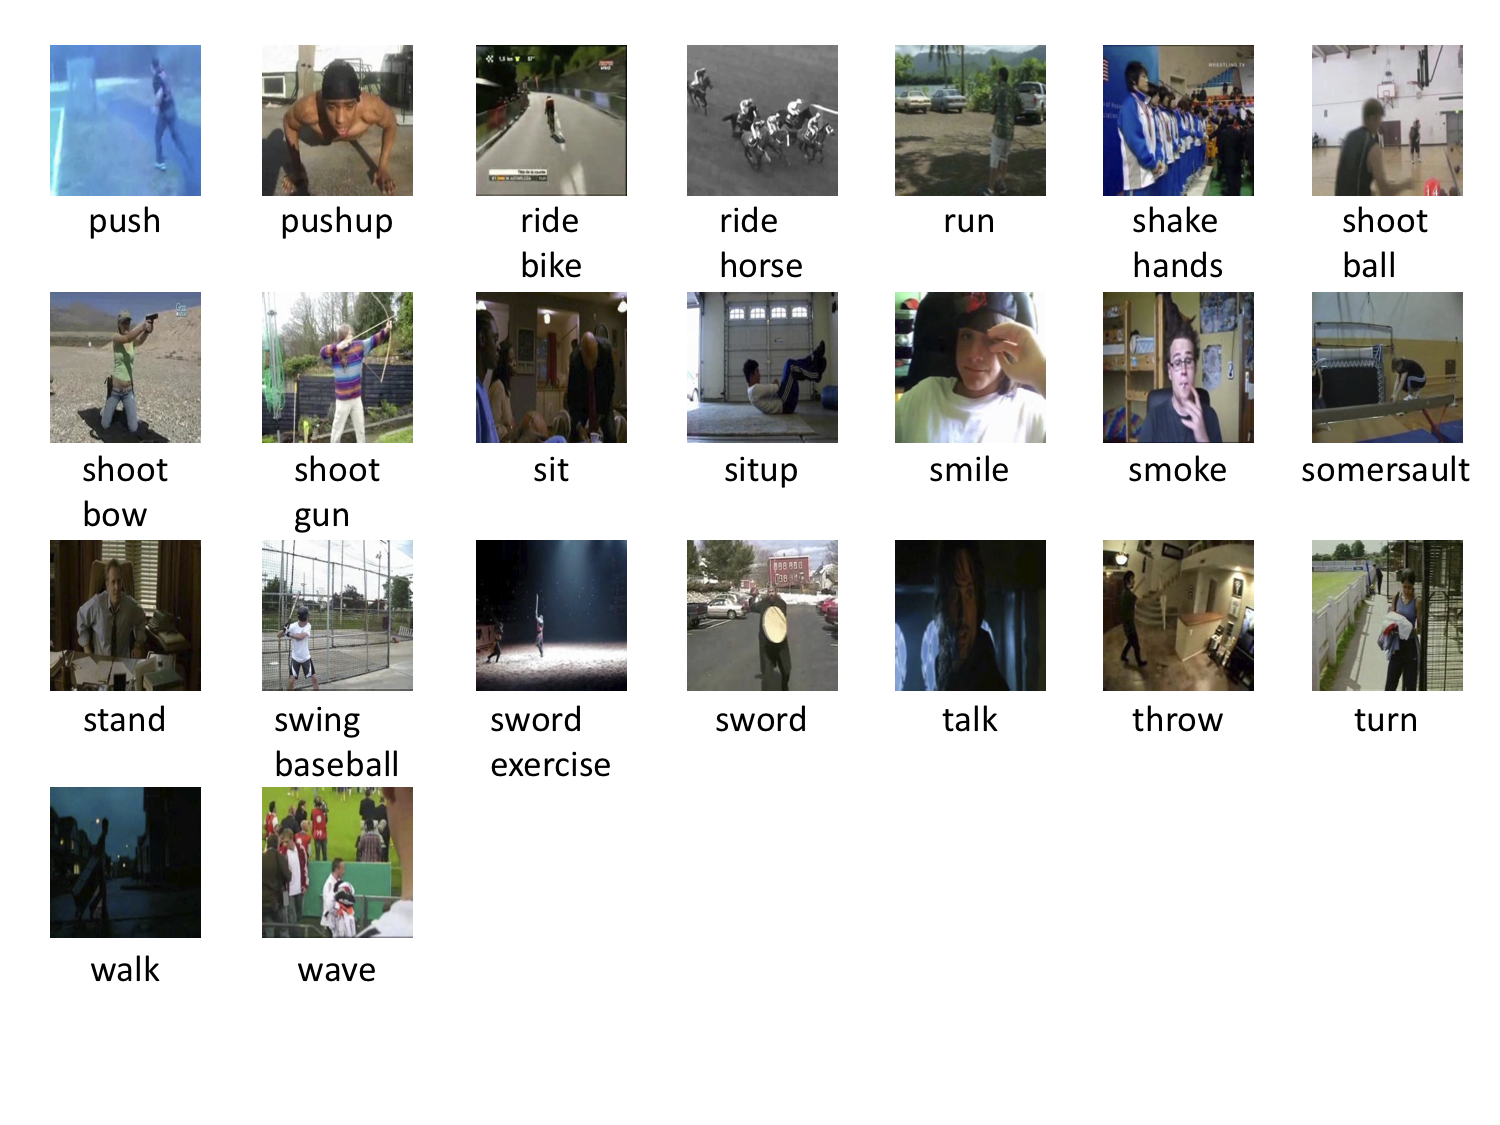 push
pushup
ride
bike
ride
horse
run
shake
hands
shoot
ball
shoot
bow
shoot
gun
sit
situp
smile
smoke
somersault
stand
swing
baseball
sword
exercise
sword
talk
throw
turn
walk
wave